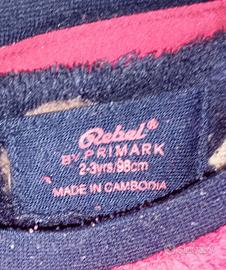 Rebel®
BY PRIMARK
2-3yrs/98cm
MADE IN CAMBODIA